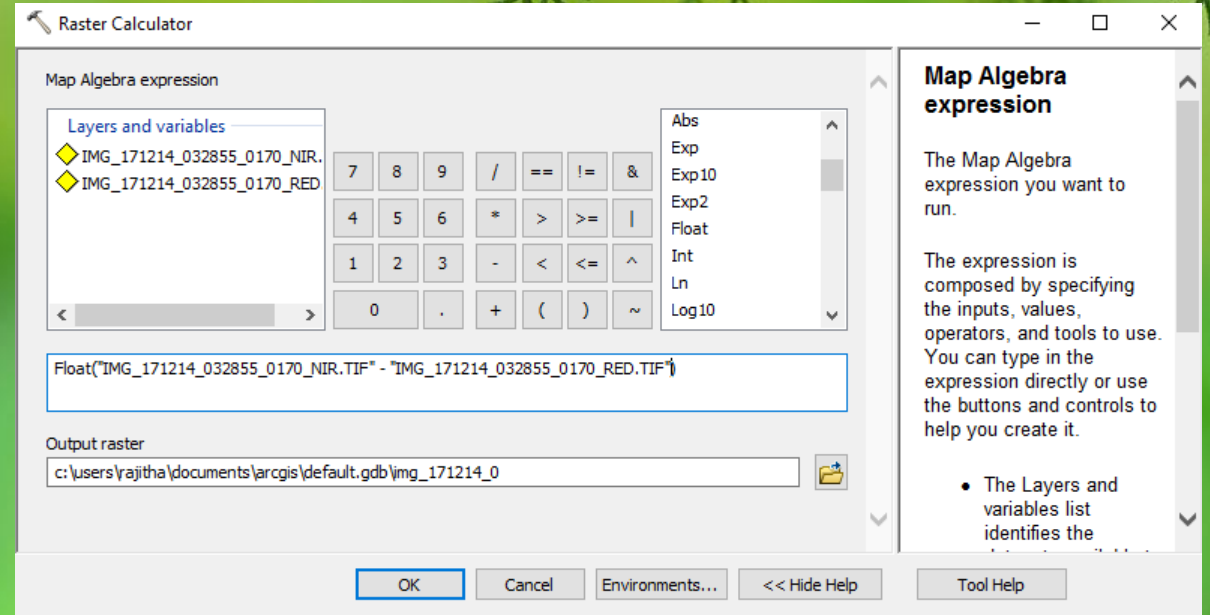 Raster Calculator
Map Algebra expression
Layers and variables
IMG_171214_032855_0170_NIR.
IMG_171214_032855_0170_RED
7 8 9 / == != &
4 5 6 * > >= |
1 2 3 - < <= ^
0 . + ( ) ~
Abs
Exp
Exp10
Exp2
Float
Int
Ln
Log10
Float("IMG_171214_032855_0170_NIR.TIF" - "IMG_171214_032855_0170_RED.TIF")
Output raster
c:\users\rajitha\documents\arcgis\default.gdb\img_171214_0
OK Cancel Environments... << Hide Help Tool Help
Map Algebra
expression
The Map Algebra
expression you want to
run.
The expression is
composed by specifying
the inputs, values,
operators, and tools to use.
You can type in the
expression directly or use
the buttons and controls to
help you create it.
• The Layers and
variables list
identifies the